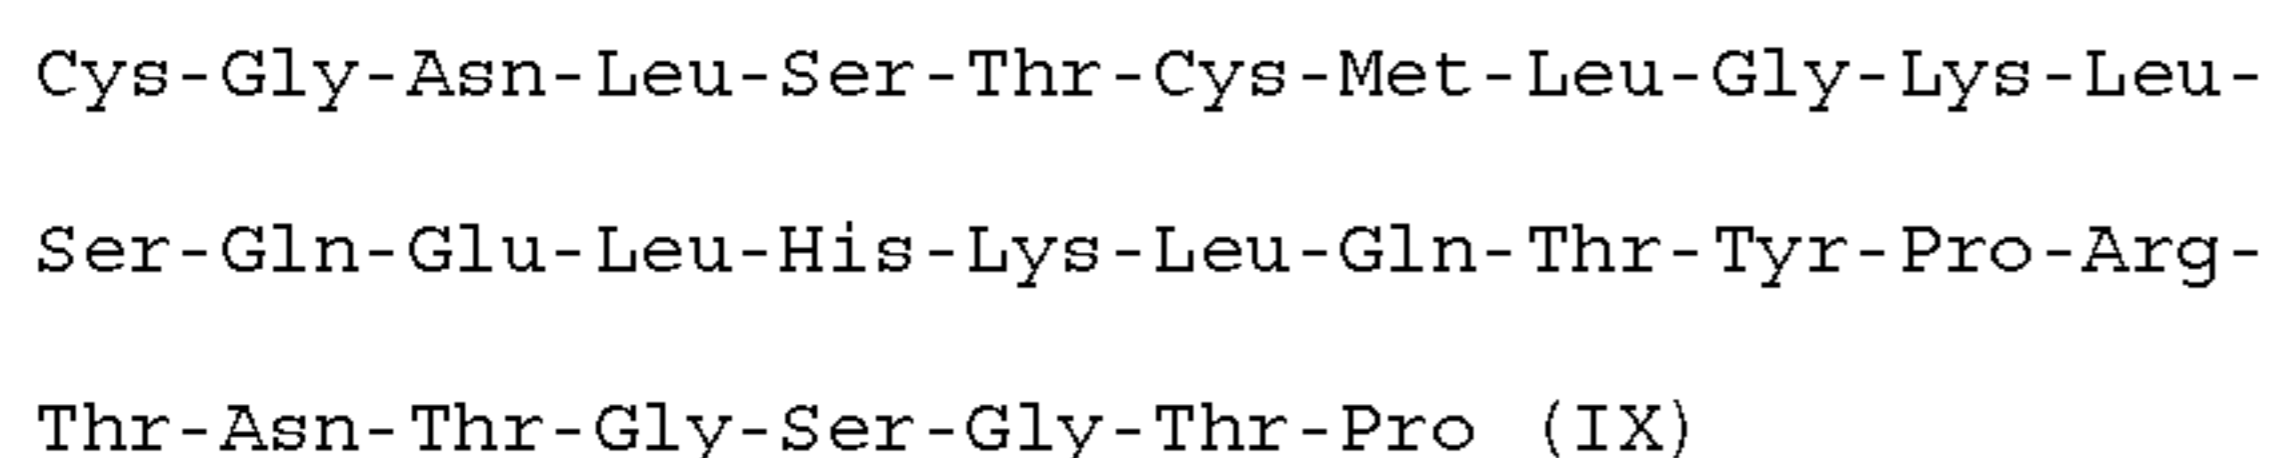 Cys-Gly-Asn-Leu-Ser-Thr-Cys-Met-Leu-Gly-Lys-Leu-
Ser-Gln-Glu-Leu-His-Lys-Leu-Gln-Thr-Tyr-Pro-Arg-
Thr-Asn-Thr-Gly-Ser-Gly-Thr-Pro (IX)